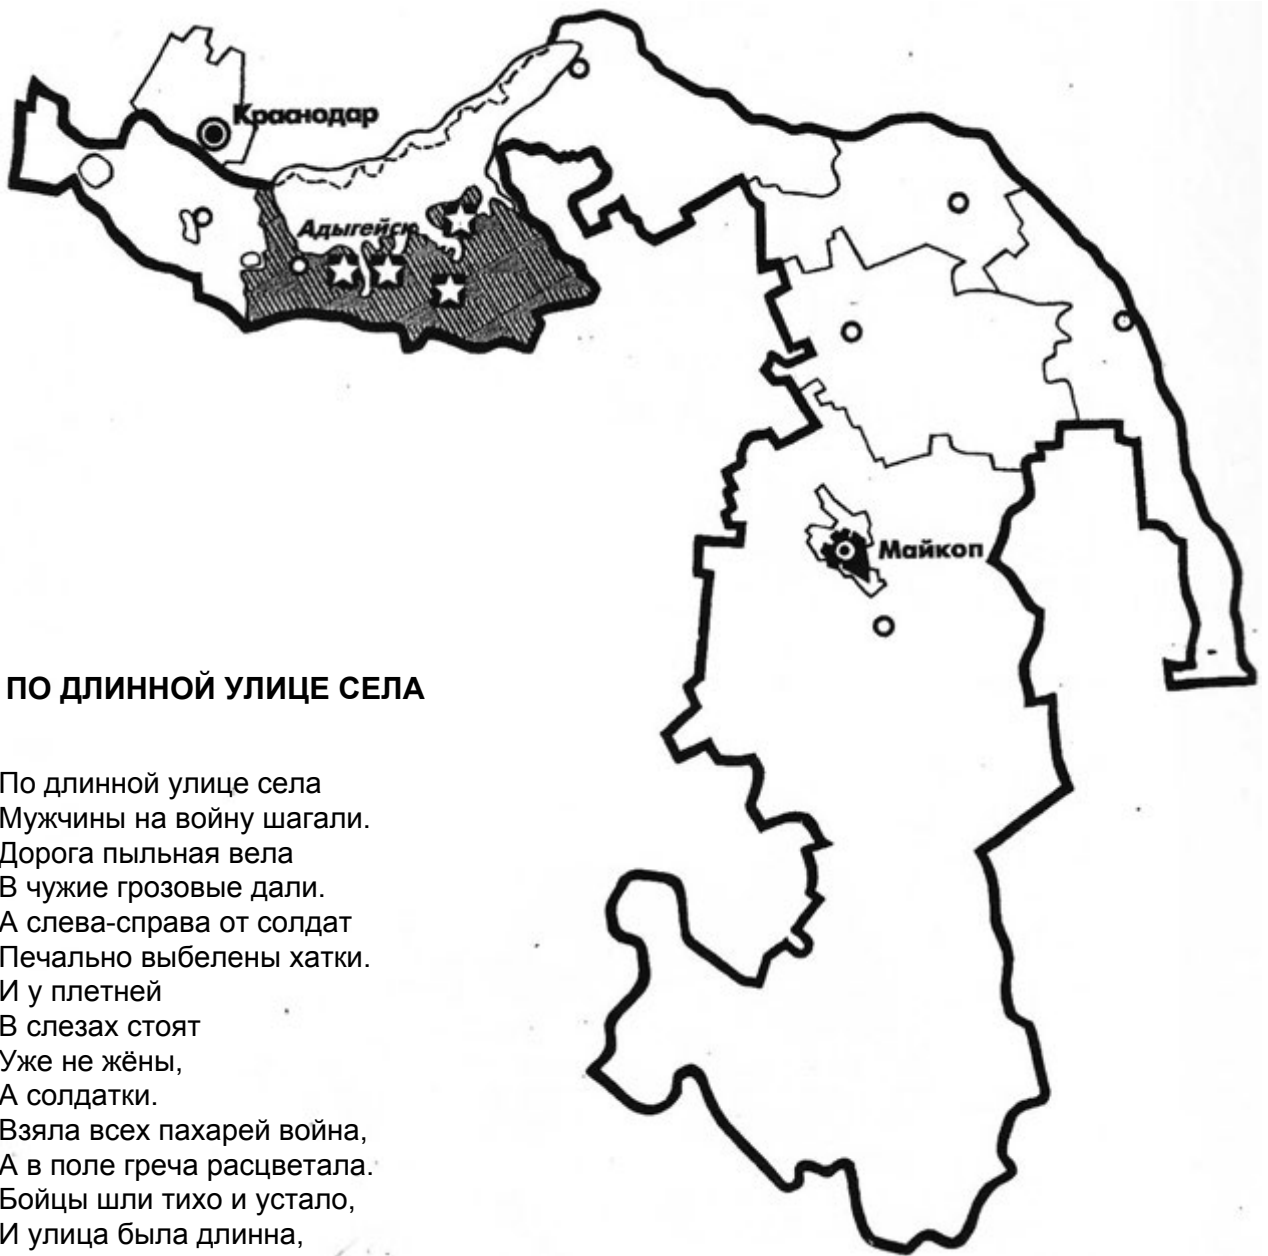 Краснодар
Адыгейск
Майкоп
ПО ДЛИННОЙ УЛИЦЕ СЕЛА
По длинной улице села
Мужчины на войну шагали.
Дорога пыльная вела
В чужие грозовые дали.
А слева-справа от солдат
Печально выбелены хатки.
И у плетней
В слезах стоят
Уже не жёны,
А солдатки.
Взяла всех пахарей война,
А в поле греча расцветала.
Бойцы шли тихо и устало,
И улица была длинна,